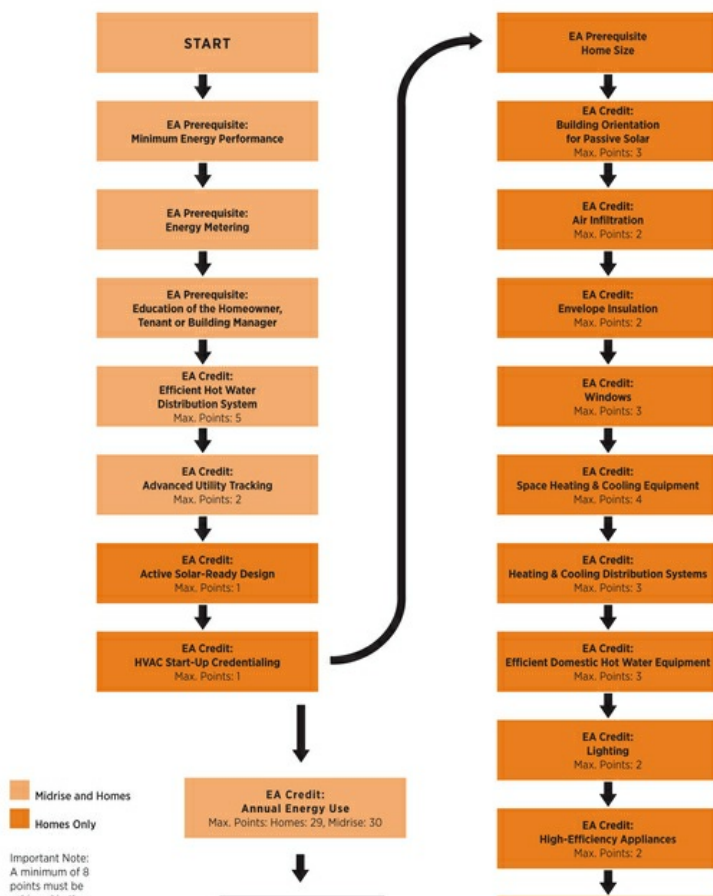 START
EA Prerequisite:
Minimum Energy Performance
EA Prerequisite:
Energy Metering
EA Prerequisite:
Education of the Homeowner,
Tenant or Building Manager
EA Credit:
Efficient Hot Water
Distribution System
Max. Points: 5
EA Credit:
Advanced Utility Tracking
Max. Points: 2
EA Credit:
Active Solar-Ready Design
Max. Points: 1
EA Credit:
HVAC Start-Up Credentialing
Max. Points: 1
EA Credit:
Annual Energy Use
Max. Points: Homes: 29, Midrise: 30
Midrise and Homes
Homes Only
Important Note:
A minimum of 8
points must be
EA Prerequisite
Home Size
EA Credit:
Building Orientation
for Passive Solar
Max. Points: 3
EA Credit:
Air Infiltration
Max. Points: 2
EA Credit:
Envelope Insulation
Max. Points: 2
EA Credit:
Windows
Max. Points: 3
EA Credit:
Space Heating & Cooling Equipment
Max. Points: 4
EA Credit:
Heating & Cooling Distribution Systems
Max. Points: 3
EA Credit:
Efficient Domestic Hot Water Equipment
Max. Points: 3
EA Credit:
Lighting
Max. Points: 2
EA Credit:
High-Efficiency Appliances
Max. Points: 2